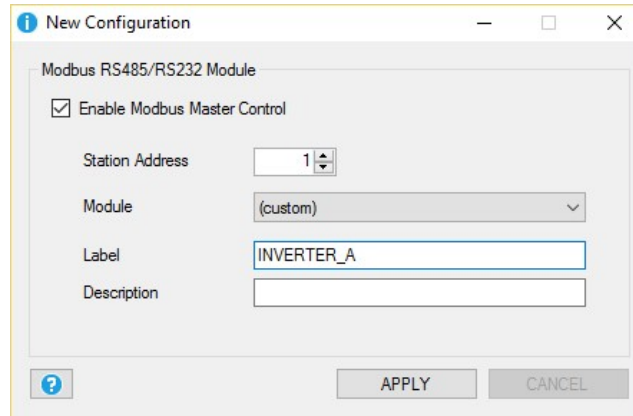 New Configuration
Modbus RS485/RS232 Module
Enable Modbus Master Control
Station Address 1
Module (custom)
Label INVERTER_A
Description
APPLY CANCEL